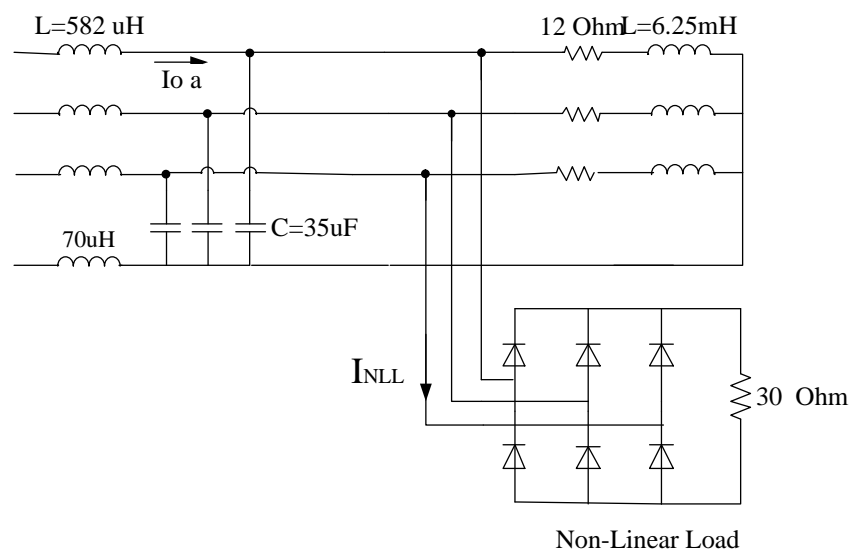 L=582 uH
12 Ohm
L=6.25mH
Io a
C=35uF
70uH
INLL
30 Ohm
Non-Linear Load